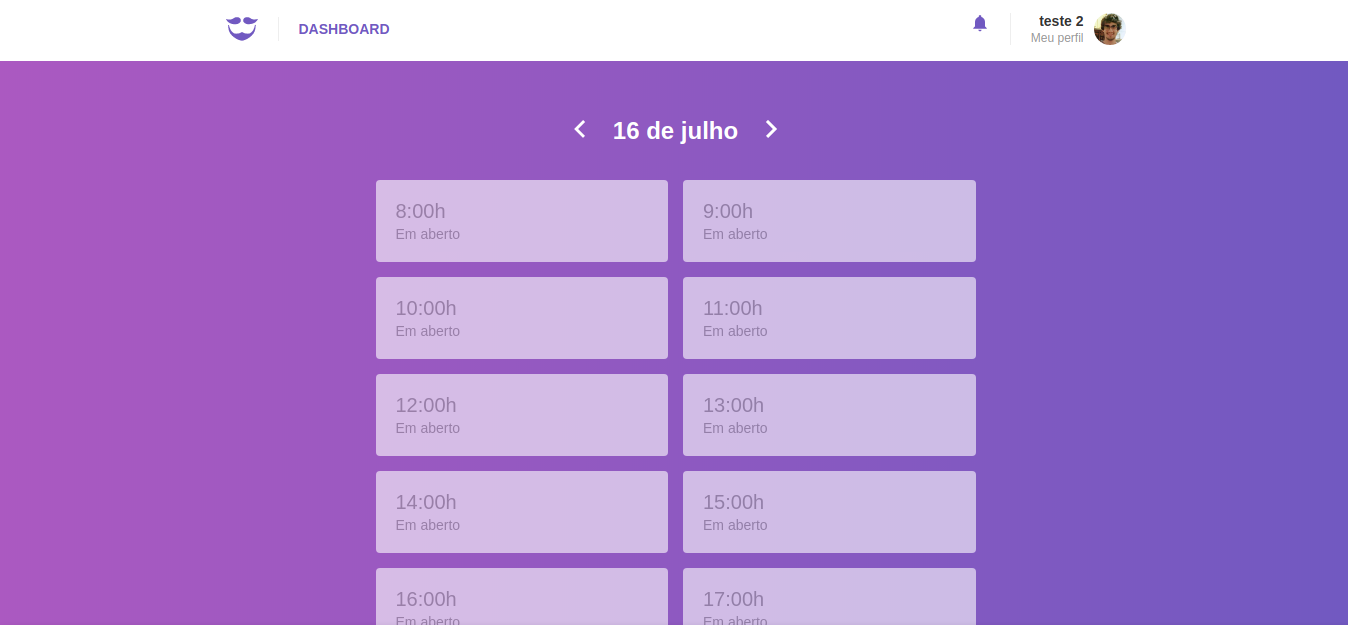 DASHBOARD
teste 2
Meu perfil
16 de julho
8:00h
Em aberto
9:00h
Em aberto
10:00h
Em aberto
11:00h
Em aberto
12:00h
Em aberto
13:00h
Em aberto
14:00h
Em aberto
15:00h
Em aberto
16:00h
Em aberto
17:00h
Em aberto